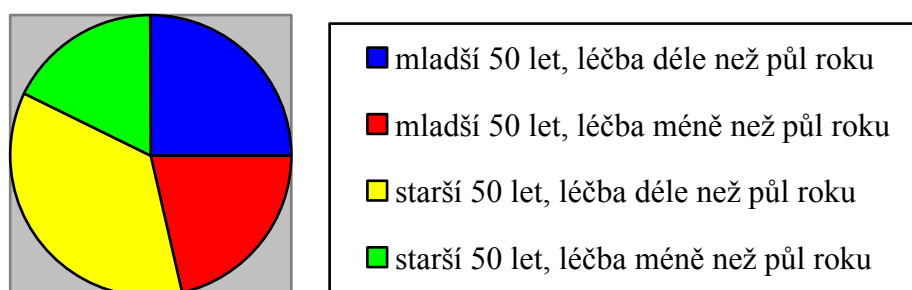 mladší 50 let, léčba déle než půl roku
mladší 50 let, léčba méně než půl roku
starší 50 let, léčba déle než půl roku
starší 50 let, léčba méně než půl roku